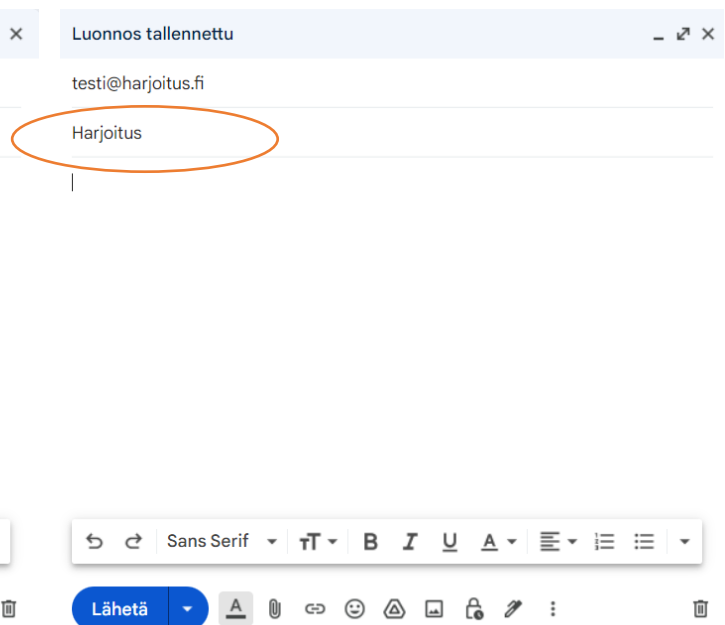 Luonnos tallennettu
testi@harjoitus.fi
Harjoitus
Sans Serif
Lähetä